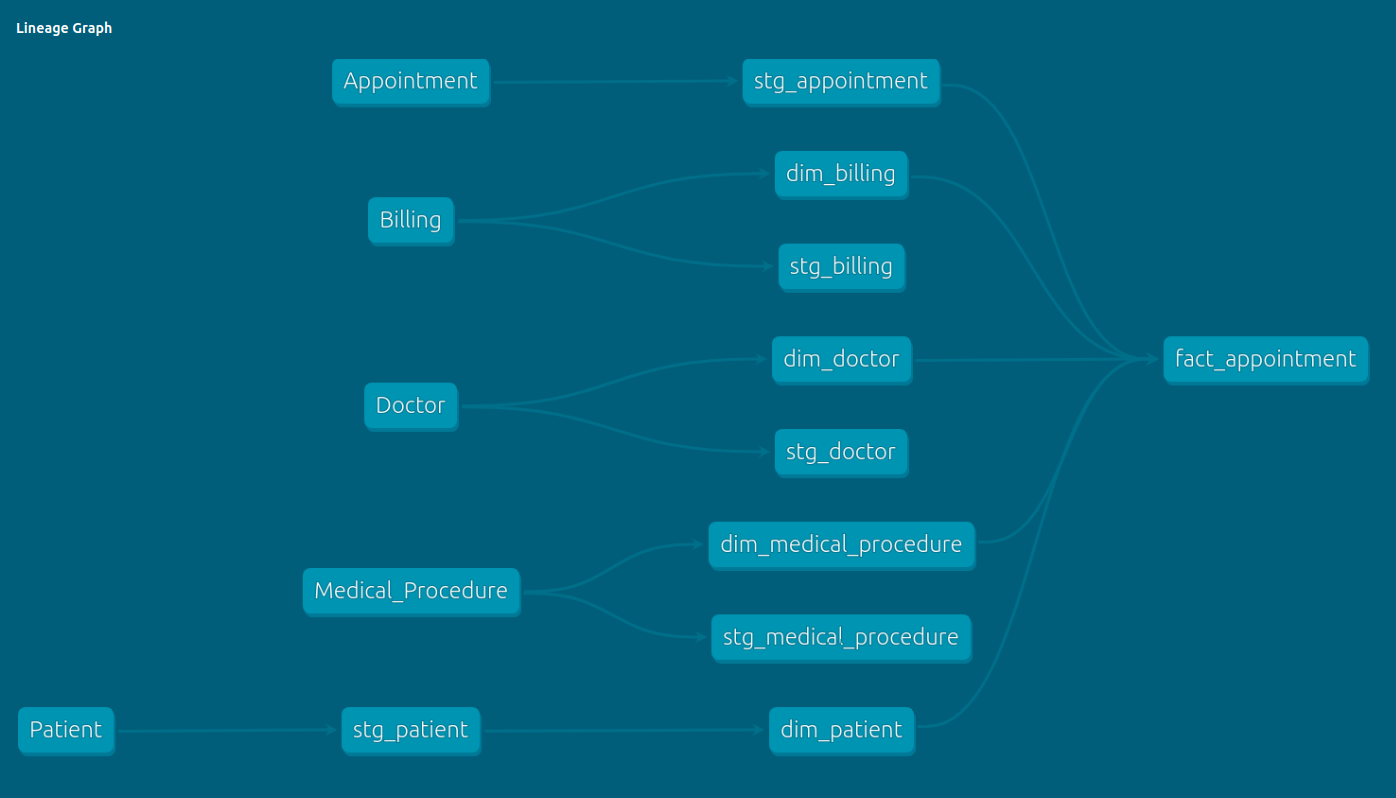 Lineage Graph
Appointment
stg_appointment
dim_billing
Billing
stg_billing
dim_doctor
fact_appointment
Doctor
stg_doctor
dim_medical_procedure
Medical_Procedure
stg_medical_procedure
Patient
stg_patient
dim_patient